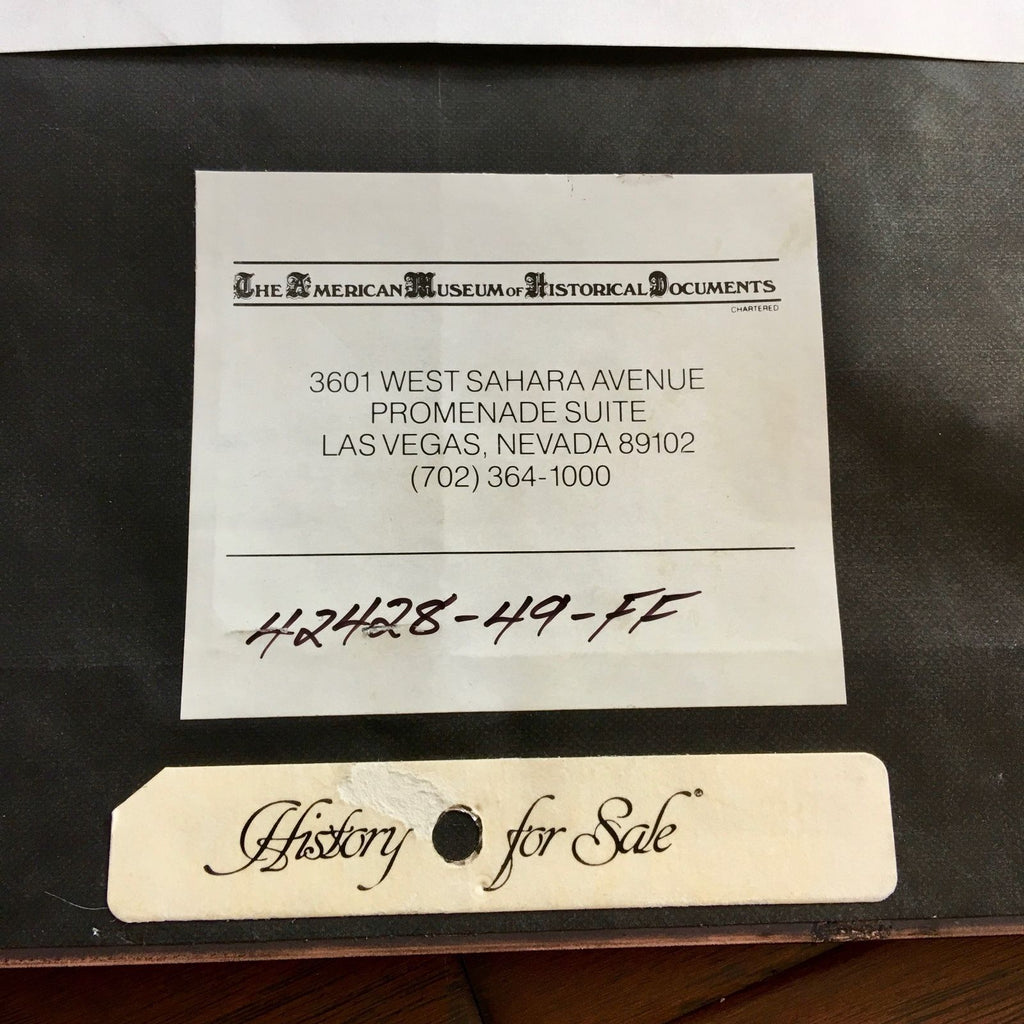 The American Museum of Historical Documents
CHARTERED
3601 WEST SAHARA AVENUE
PROMENADE SUITE
LAS VEGAS, NEVADA 89102
(702) 364-1000
42428-49-FF
History for Sale®